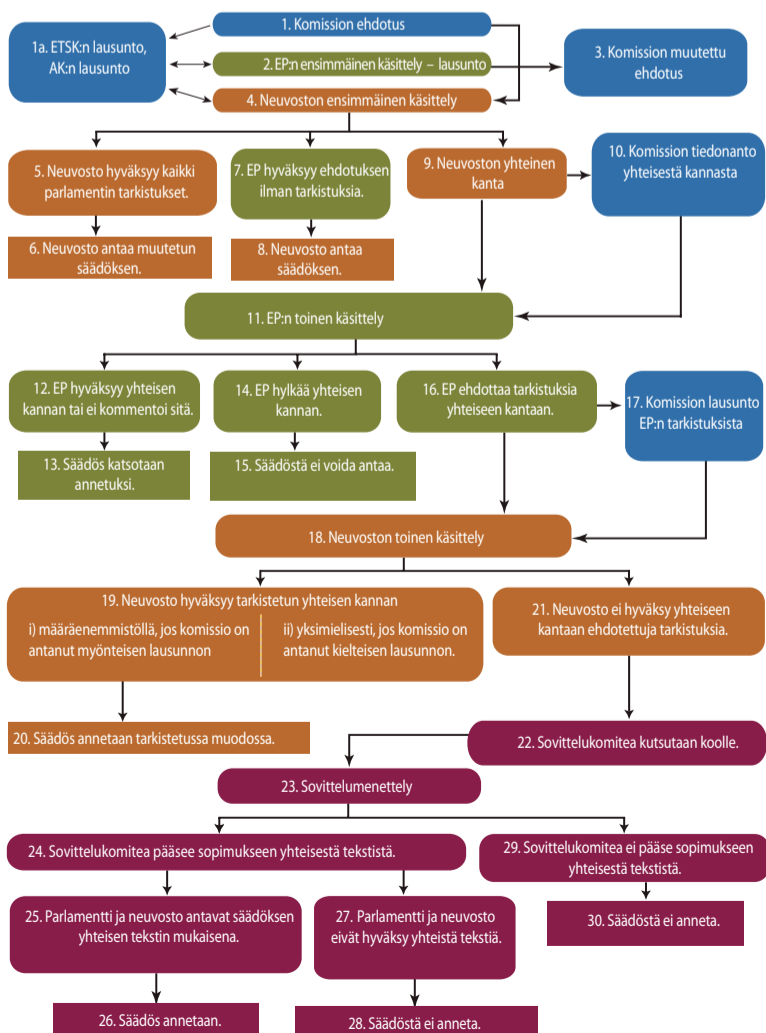 1. Komission ehdotus
1a. ETSK:n lausunto,
AK:n lausunto
2. EP:n ensimmäinen käsittely – lausunto
3. Komission muutettu
ehdotus
4. Neuvoston ensimmäinen käsittely
5. Neuvosto hyväksyy kaikki
parlamentin tarkistukset.
6. Neuvosto antaa muutetun
säädöksen.
7. EP hyväksyy ehdotuksen
ilman tarkistuksia.
8. Neuvosto antaa
säädöksen.
9. Neuvoston yhteinen
kanta
10. Komission tiedonanto
yhteisestä kannasta
11. EP:n toinen käsittely
12. EP hyväksyy yhteisen
kannan tai ei kommentoi sitä.
13. Säädös katsotaan
annetuksi.
14. EP hylkää yhteisen
kannan.
15. Säädöstä ei voida antaa.
16. EP ehdottaa tarkistuksia
yhteiseen kantaan.
17. Komission lausunto
EP:n tarkistuksista
18. Neuvoston toinen käsittely
19. Neuvosto hyväksyy tarkistetun yhteisen kannan
i) määräenemmistöllä, jos komissio on
antanut myönteisen lausunnon
ii) yksimielisesti, jos komissio on
antanut kielteisen lausunnon.
20. Säädös annetaan tarkistetussa muodossa.
21. Neuvosto ei hyväksy yhteiseen
kantaan ehdotettuja tarkistuksia.
22. Sovittelukomitea kutsutaan koolle.
23. Sovittelumenettely
24. Sovittelukomitea pääsee sopimukseen yhteisestä tekstistä.
25. Parlamentti ja neuvosto antavat säädöksen
yhteisen tekstin mukaisena.
26. Säädös annetaan.
27. Parlamentti ja neuvosto
eivät hyväksy yhteistä tekstiä.
28. Säädöstä ei anneta.
29. Sovittelukomitea ei pääse sopimukseen
yhteisestä tekstistä.
30. Säädöstä ei anneta.